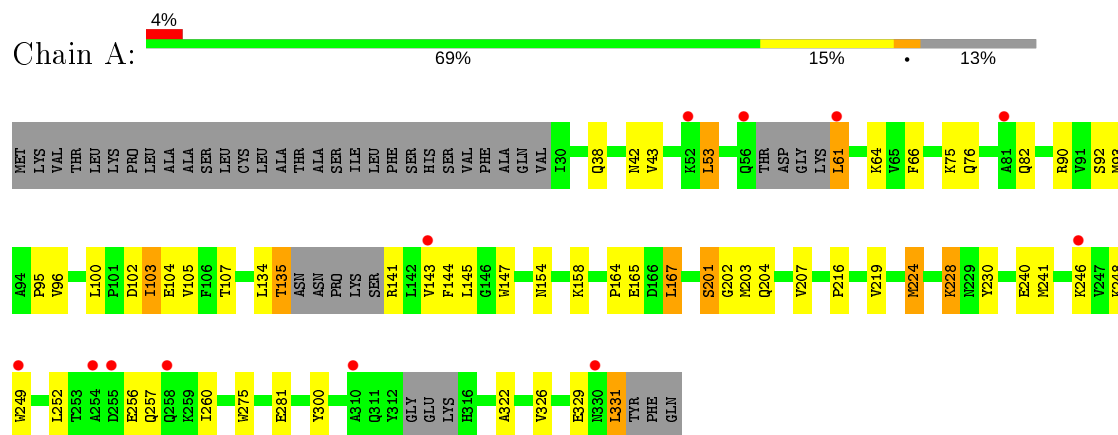 4%
Chain A:
69% 15% • 13%
MET LYS VAL THR LEU LYS PRO LEU ALA ALA SER LEU CYS LEU ALA THR ALA SER ILE LEU PHE SER HIS SER VAL PHE ALA GLN VAL I30 Q38 N42 V43 K52 L53 Q56 THR ASP GLY LYS L61 K64 V65 F66 K75 Q76 A81 Q82 R90 V91 S92 M93
A94 P95 V96 L100 P101 D102 I103 E104 V105 F106 T107 L134 T135 ASN ASN PRO LYS SER R141 L142 V143 F144 L145 G146 W147 N154 K158 P164 E165 D166 L167 S201 G202 M203 Q204 V207 P216 V219 M224 K228 N229 Y230 E240 M241 K246 V247 K248
W249 L252 T253 A254 D255 E256 Q257 Q258 K259 I260 W275 E281 Y300 A310 Q311 Y312 GLY GLU LYS H316 A322 V326 E329 N330 L331 TYR PHE GLN